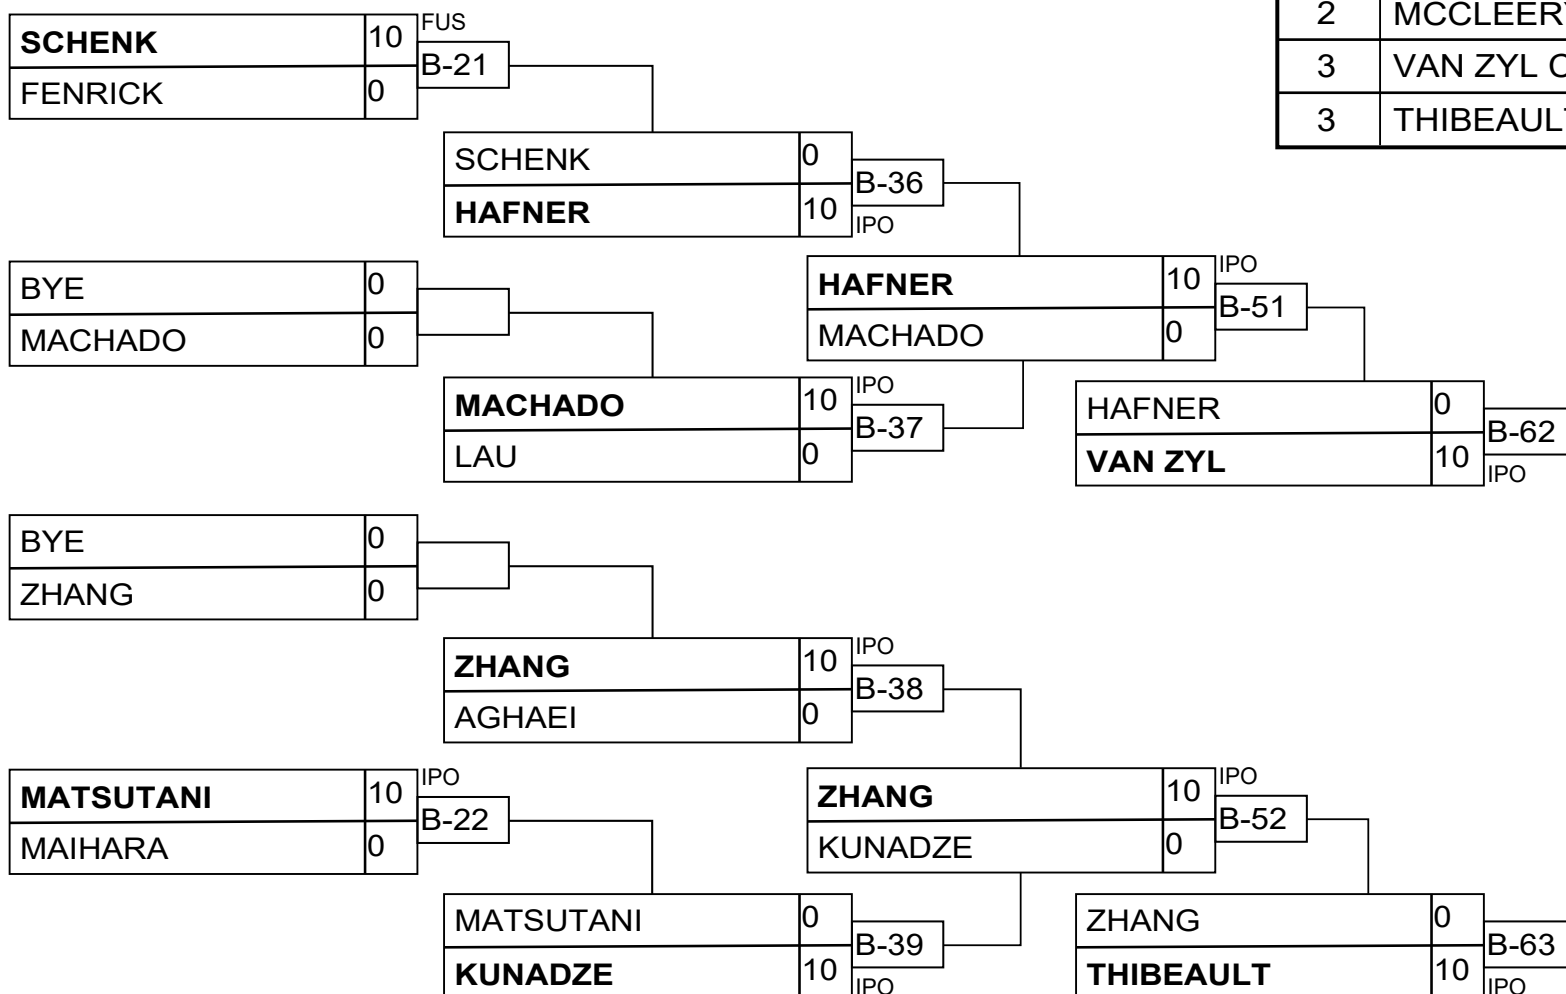 2 MCCLEERY
3 VAN ZYL C
3 THIBEAULT
SCHENK 10 FUS
B-21
FENRICK 0
SCHENK 0
B-36
HAFNER 10 IPO
BYE 0
MACHADO 0
HAFNER 10 IPO
B-51
MACHADO 0
MACHADO 10 IPO
B-37
LAU 0
HAFNER 0
B-62
VAN ZYL 10 IPO
BYE 0
ZHANG 0
ZHANG 10 IPO
B-38
AGHAEI 0
MATSUTANI 10 IPO
B-22
MAIHARA 0
ZHANG 10 IPO
B-52
KUNADZE 0
MATSUTANI 0
B-39
KUNADZE 10 IPO
ZHANG 0
B-63
THIBEAULT 10 IPO